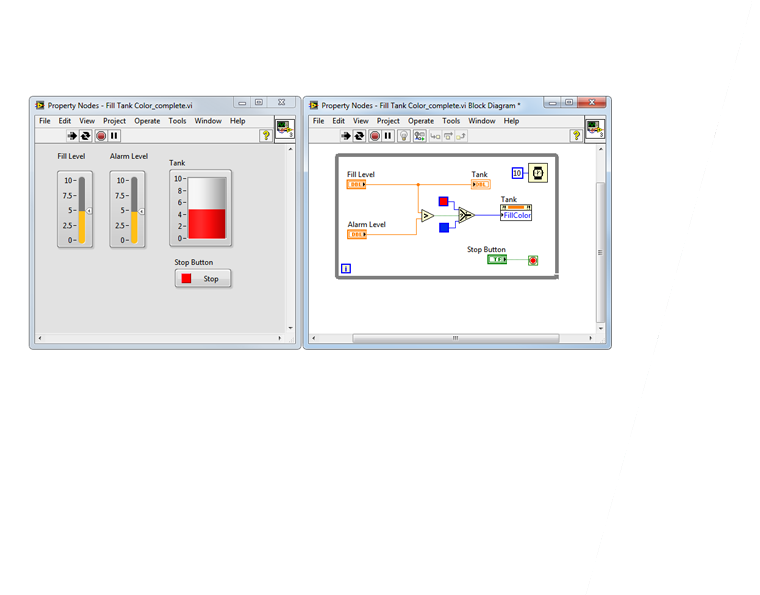 Property Nodes - Fill Tank Color_complete.vi
File Edit View Project Operate Tools Window Help
3
Fill Level
Alarm Level
Tank
10
7.5
5
2.5
0
10
7.5
5
2.5
0
10
8
6
4
2
0
Stop Button
Stop
Property Nodes - Fill Tank Color_complete.vi Block Diagram *
File Edit View Project Operate Tools Window Help
3
Fill Level
DBL
Tank
DBL
10
Alarm Level
DBL
>
Tank
FillColor
Stop Button
TF
i